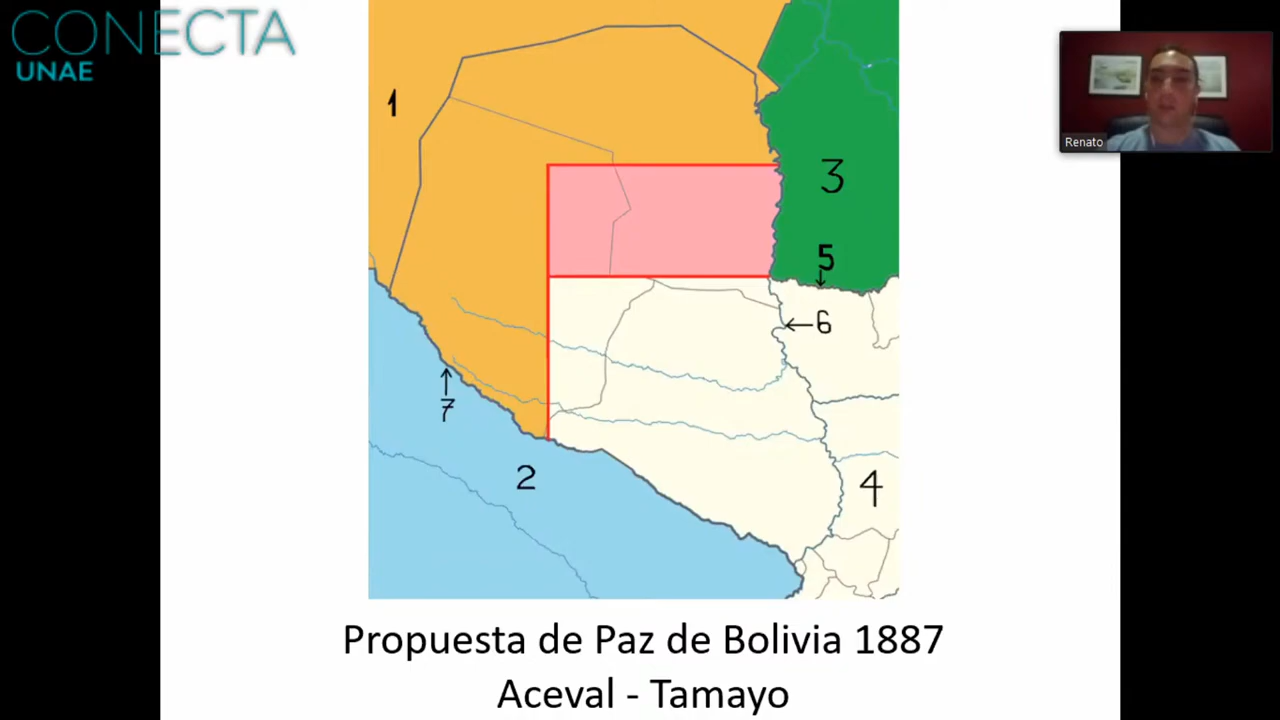 CONECTA
UNAE
Renato
1
3
5
6
7
2
4
Propuesta de Paz de Bolivia 1887
Aceval - Tamayo